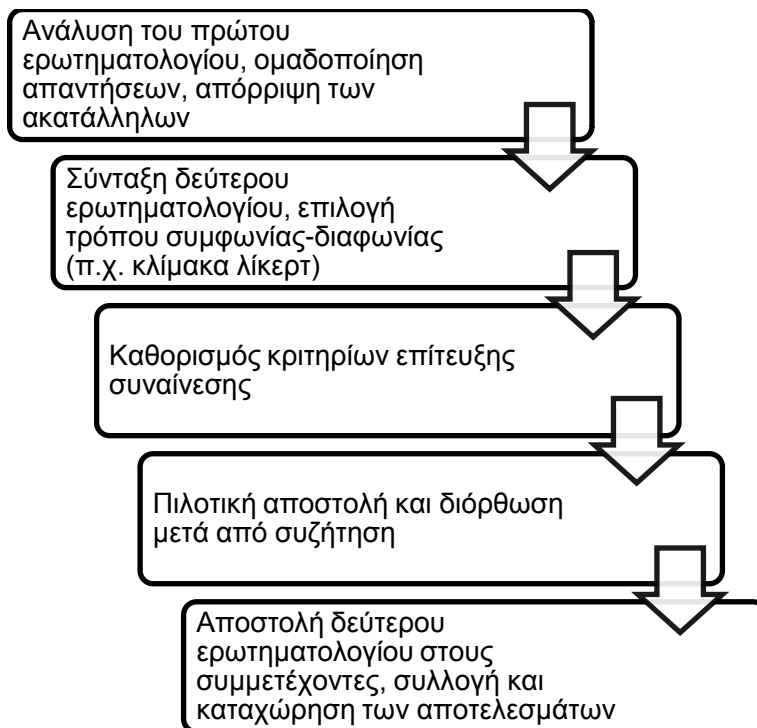 Ανάλυση του πρώτου
ερωτηματολογίου, ομαδοποίηση
απαντήσεων, απόρριψη των
ακατάλληλων
Σύνταξη δεύτερου
ερωτηματολογίου, επιλογή
τρόπου συμφωνίας-διαφωνίας
(π.χ. κλίμακα λίκερτ)
Καθορισμός κριτηρίων επίτευξης
συναίνεσης
Πιλοτική αποστολή και διόρθωση
μετά από συζήτηση
Αποστολή δεύτερου
ερωτηματολογίου στους
συμμετέχοντες, συλλογή και
καταχώρηση των αποτελεσμάτων